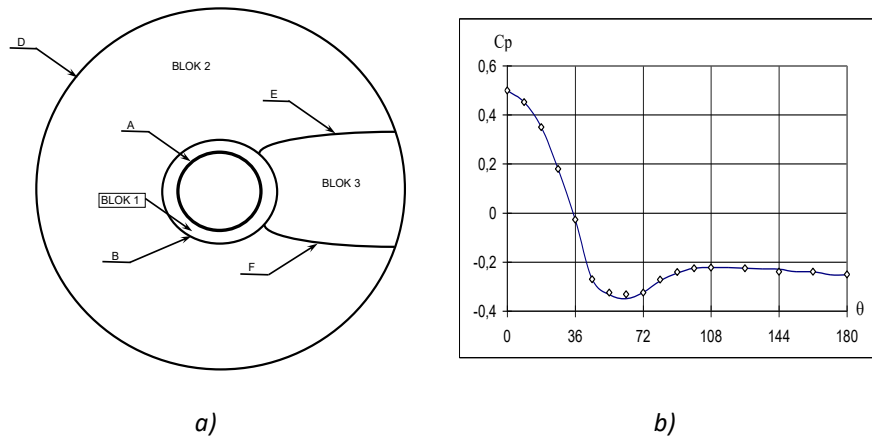 D
BLOK 2
E
A
BLOK 3
BLOK 1
B
F
a)
Cp
0,6
0,4
0,2
0
-0,2
-0,4
θ
0 36 72 108 144 180
b)